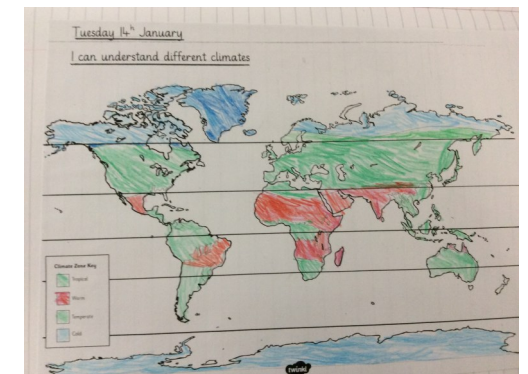 Tuesday 14th January
I can understand different climates
Climate Zone Key
Tropical
Warm
Temperate
Cold
twinkl